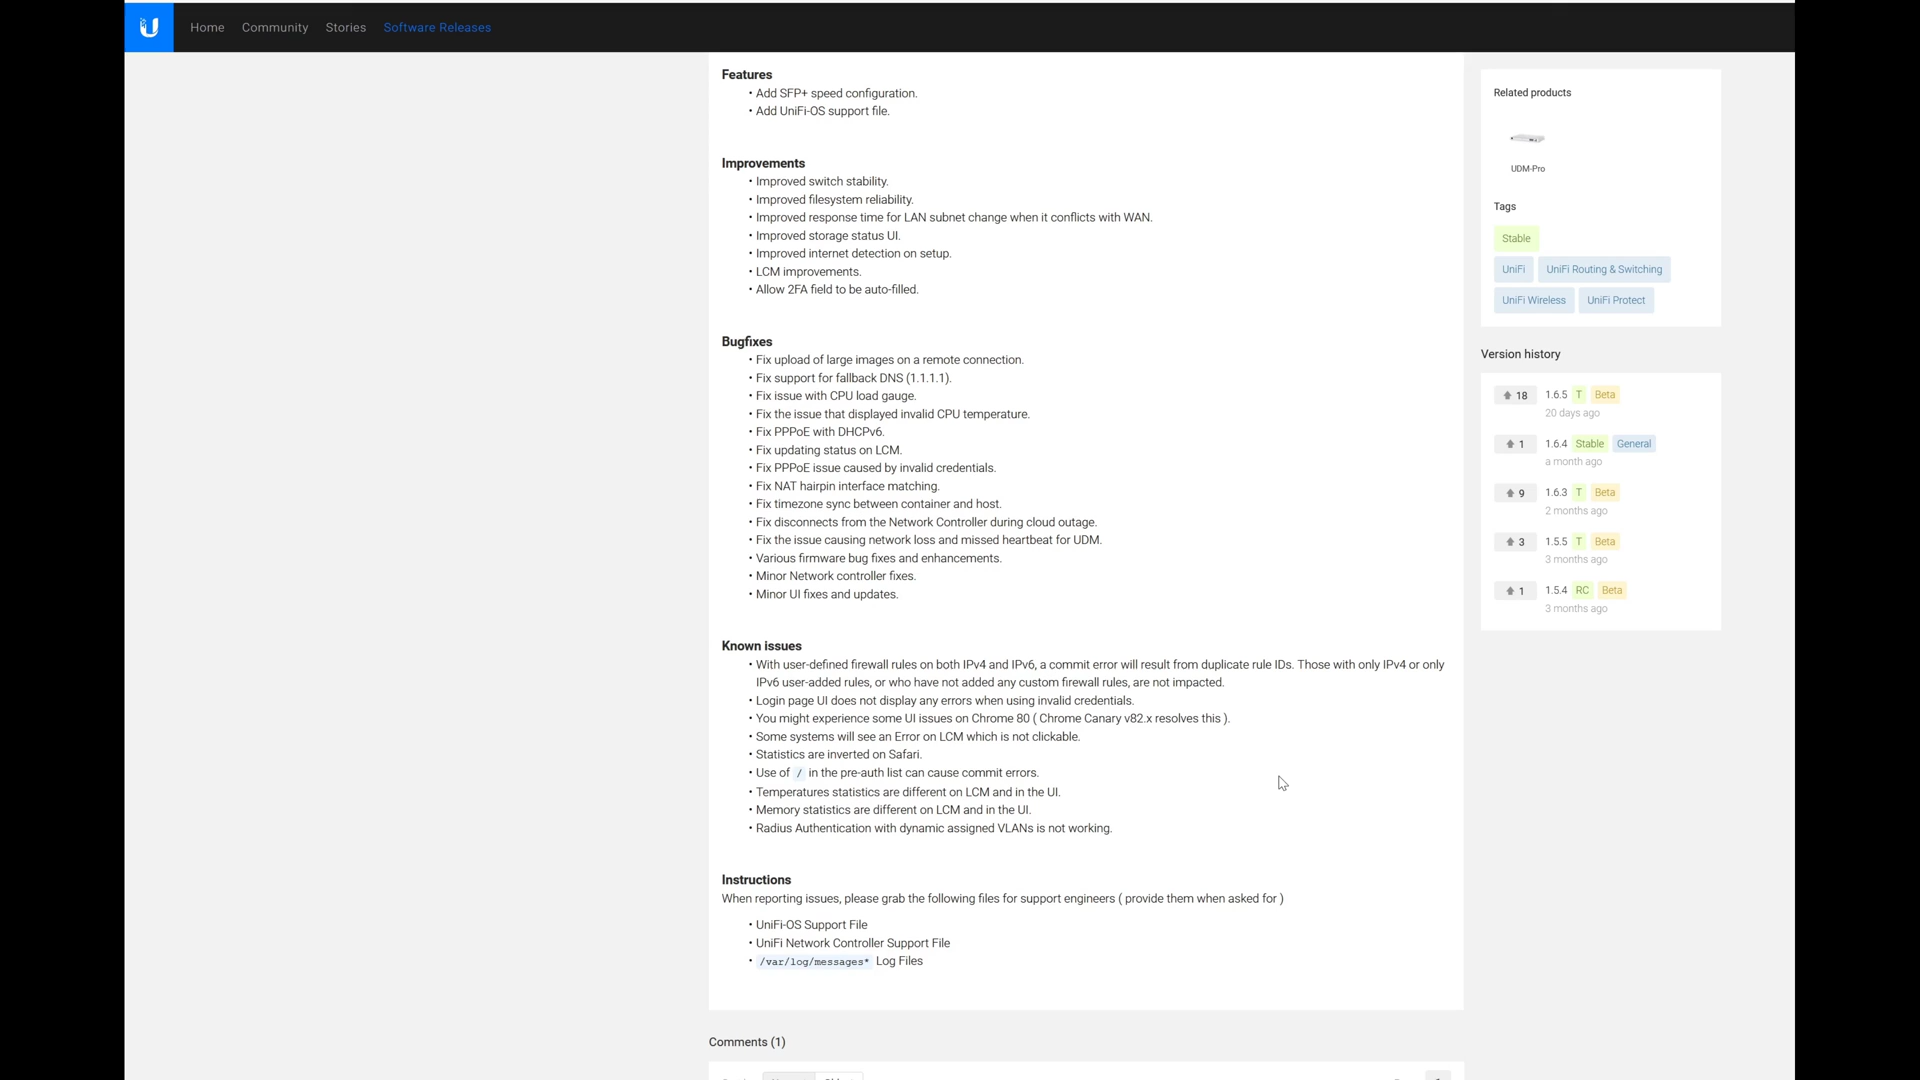 Home Community Stories Software Releases
Features
• Add SFP+ speed configuration.
• Add UniFi-OS support file.
Improvements
• Improved switch stability.
• Improved filesystem reliability.
• Improved response time for LAN subnet change when it conflicts with WAN.
• Improved storage status UI.
• Improved internet detection on setup.
• LCM improvements.
• Allow 2FA field to be auto-filled.
Bugfixes
• Fix upload of large images on a remote connection.
• Fix support for fallback DNS (1.1.1.1).
• Fix issue with CPU load gauge.
• Fix the issue that displayed invalid CPU temperature.
• Fix PPPoE with DHCPv6.
• Fix updating status on LCM.
• Fix PPPoE issue caused by invalid credentials.
• Fix NAT hairpin interface matching.
• Fix timezone sync between container and host.
• Fix disconnects from the Network Controller during cloud outage.
• Fix the issue causing network loss and missed heartbeat for UDM.
• Various firmware bug fixes and enhancements.
• Minor Network controller fixes.
• Minor UI fixes and updates.
Known issues
• With user-defined firewall rules on both IPv4 and IPv6, a commit error will result from duplicate rule IDs. Those with only IPv4 or only
IPv6 user-added rules, or who have not added any custom firewall rules, are not impacted.
• Login page UI does not display any errors when using invalid credentials.
• You might experience some UI issues on Chrome 80 ( Chrome Canary v82.x resolves this ).
• Some systems will see an Error on LCM which is not clickable.
• Statistics are inverted on Safari.
• Use of / in the pre-auth list can cause commit errors.
• Temperatures statistics are different on LCM and in the UI.
• Memory statistics are different on LCM and in the UI.
• Radius Authentication with dynamic assigned VLANs is not working.
Instructions
When reporting issues, please grab the following files for support engineers ( provide them when asked for )
• UniFi-OS Support File
• UniFi Network Controller Support File
• /var/log/messages* Log Files
Comments (1)
Related products
UDM-Pro
Tags
Stable
UniFi UniFi Routing & Switching
UniFi Wireless UniFi Protect
Version history
18 1.6.5 T Beta
20 days ago
1 1.6.4 Stable General
a month ago
9 1.6.3 T Beta
2 months ago
3 1.5.5 T Beta
3 months ago
1 1.5.4 RC Beta
3 months ago